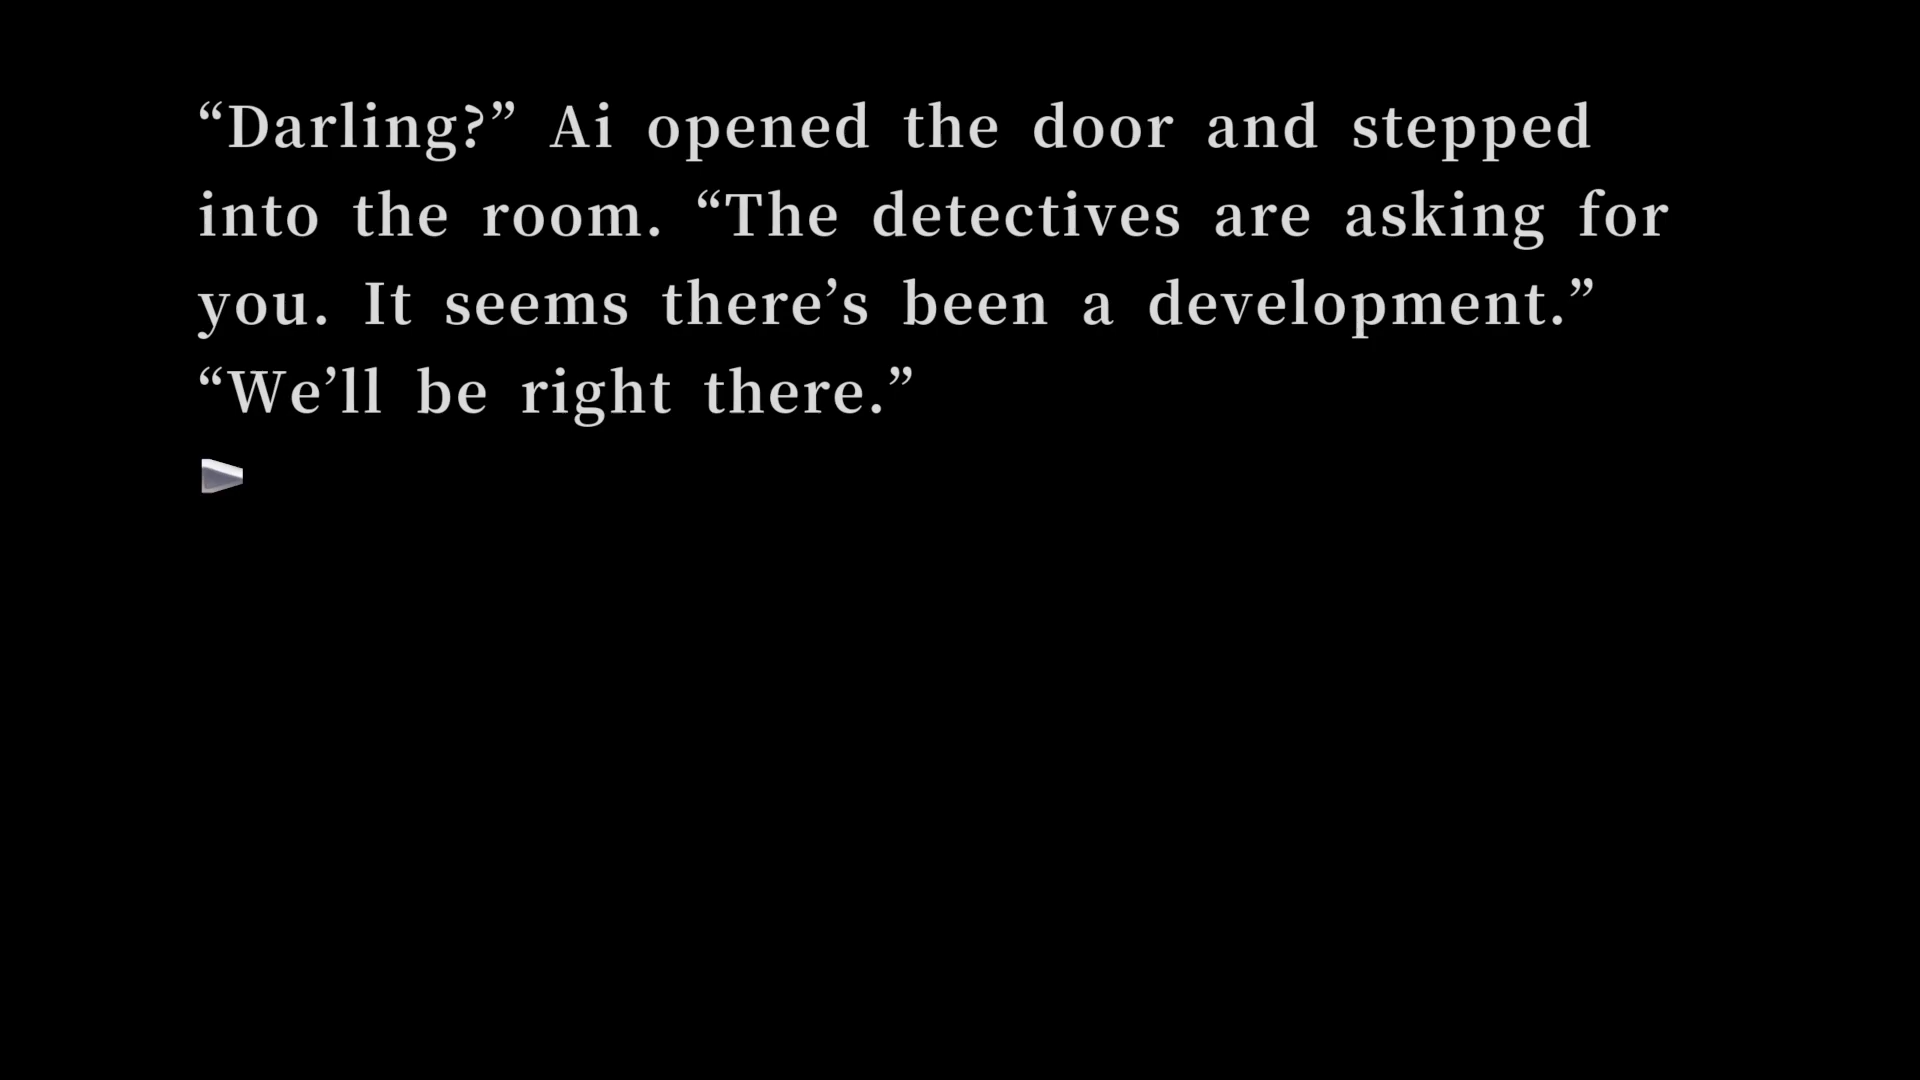 “Darling?” Ai opened the door and stepped
into the room. “The detectives are asking for
you. It seems there’s been a development.”
“We’ll be right there.”